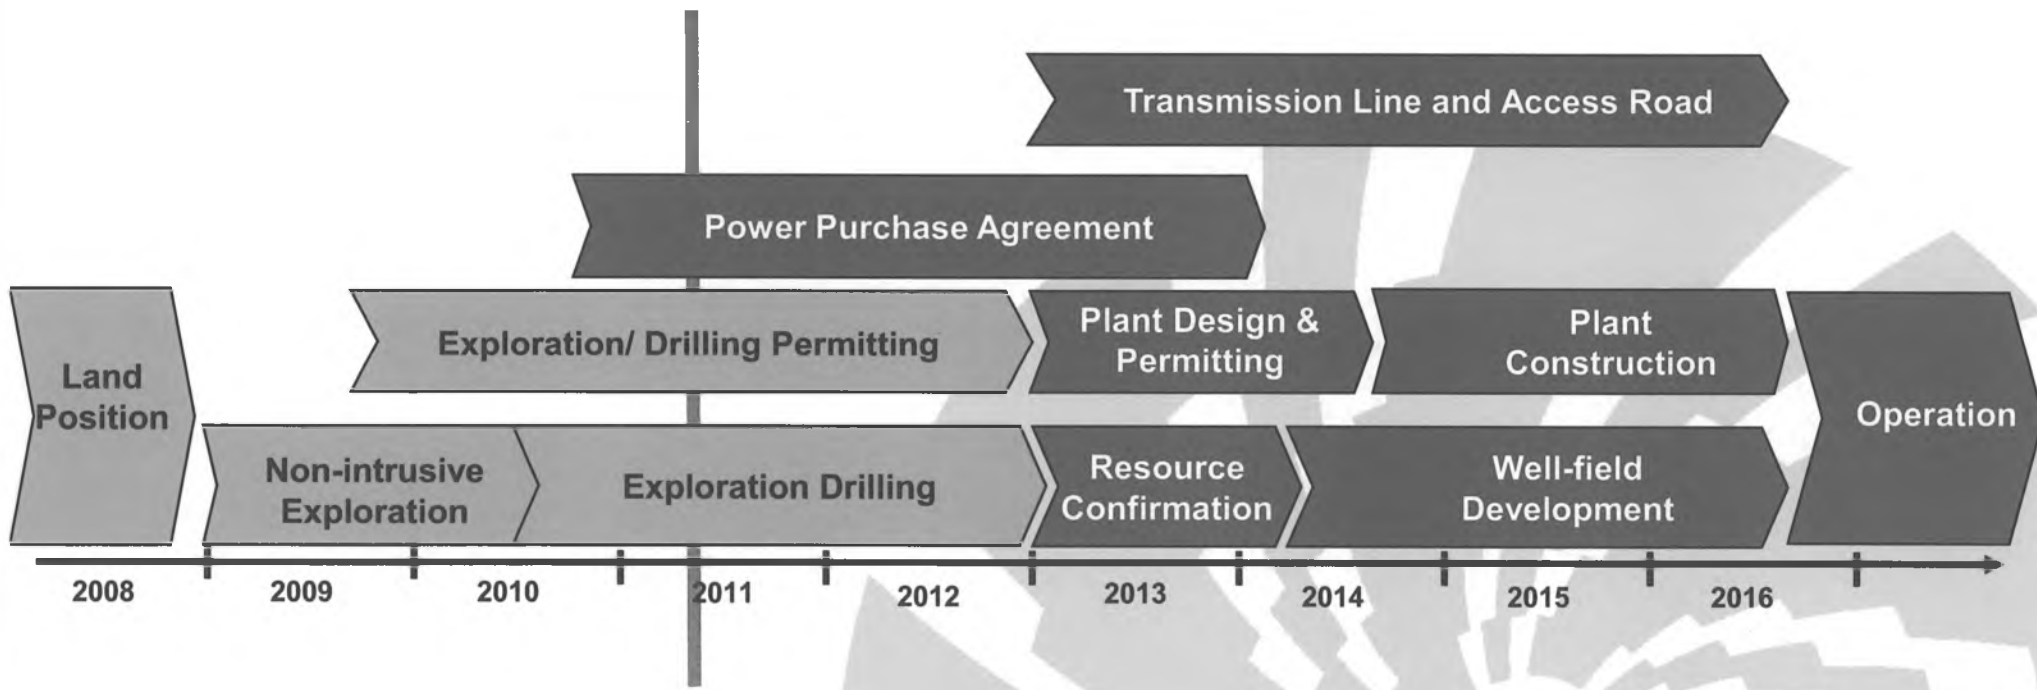 Transmission Line and Access Road
Power Purchase Agreement
Land
Position
Exploration/ Drilling Permitting
Plant Design &
Permitting
Plant
Construction
Operation
Non-intrusive
Exploration
Exploration Drilling
Resource
Confirmation
Well-field
Development
2008
2009
2010
2011
2012
2013
2014
2015
2016